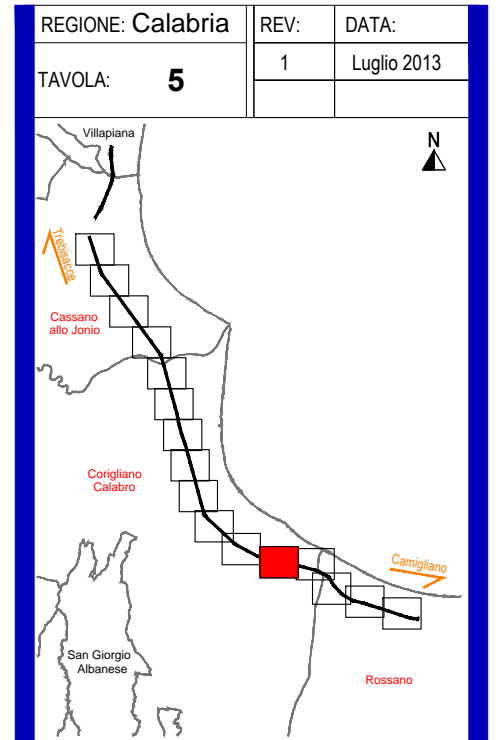 REGIONE: Calabria
REV:
DATA:
TAVOLA: 5
1
Luglio 2013
Villapiana
N
Trebisacce
Cassano
allo Jonio
Corigliano
Calabro
Camigliano
San Giorgio
Albanese
Rossano